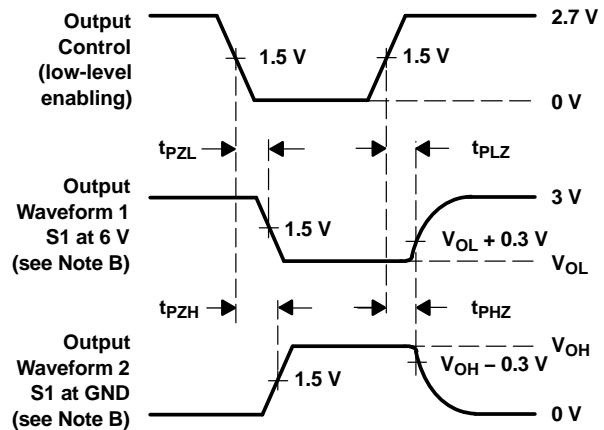 Output
Control
(low-level
enabling)
1.5 V
1.5 V
2.7 V
0 V
tPZL
tPLZ
Output
Waveform 1
S1 at 6 V
(see Note B)
1.5 V
3 V
VOL + 0.3 V
VOL
tPZH
tPHZ
Output
Waveform 2
S1 at GND
(see Note B)
1.5 V
VOH
VOH – 0.3 V
0 V